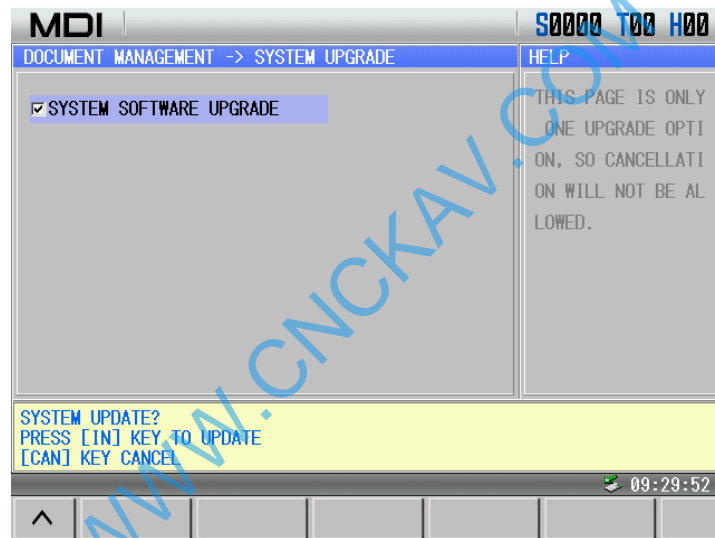 MDI
S0000 T00 H00
DOCUMENT MANAGEMENT -> SYSTEM UPGRADE
HELP
SYSTEM SOFTWARE UPGRADE
THIS PAGE IS ONLY
ONE UPGRADE OPTI
ON, SO CANCELLATI
ON WILL NOT BE AL
LOWED.
SYSTEM UPDATE?
PRESS [IN] KEY TO UPDATE
[CAN] KEY CANCEL
09:29:52
WWW.CNCKAV.COM